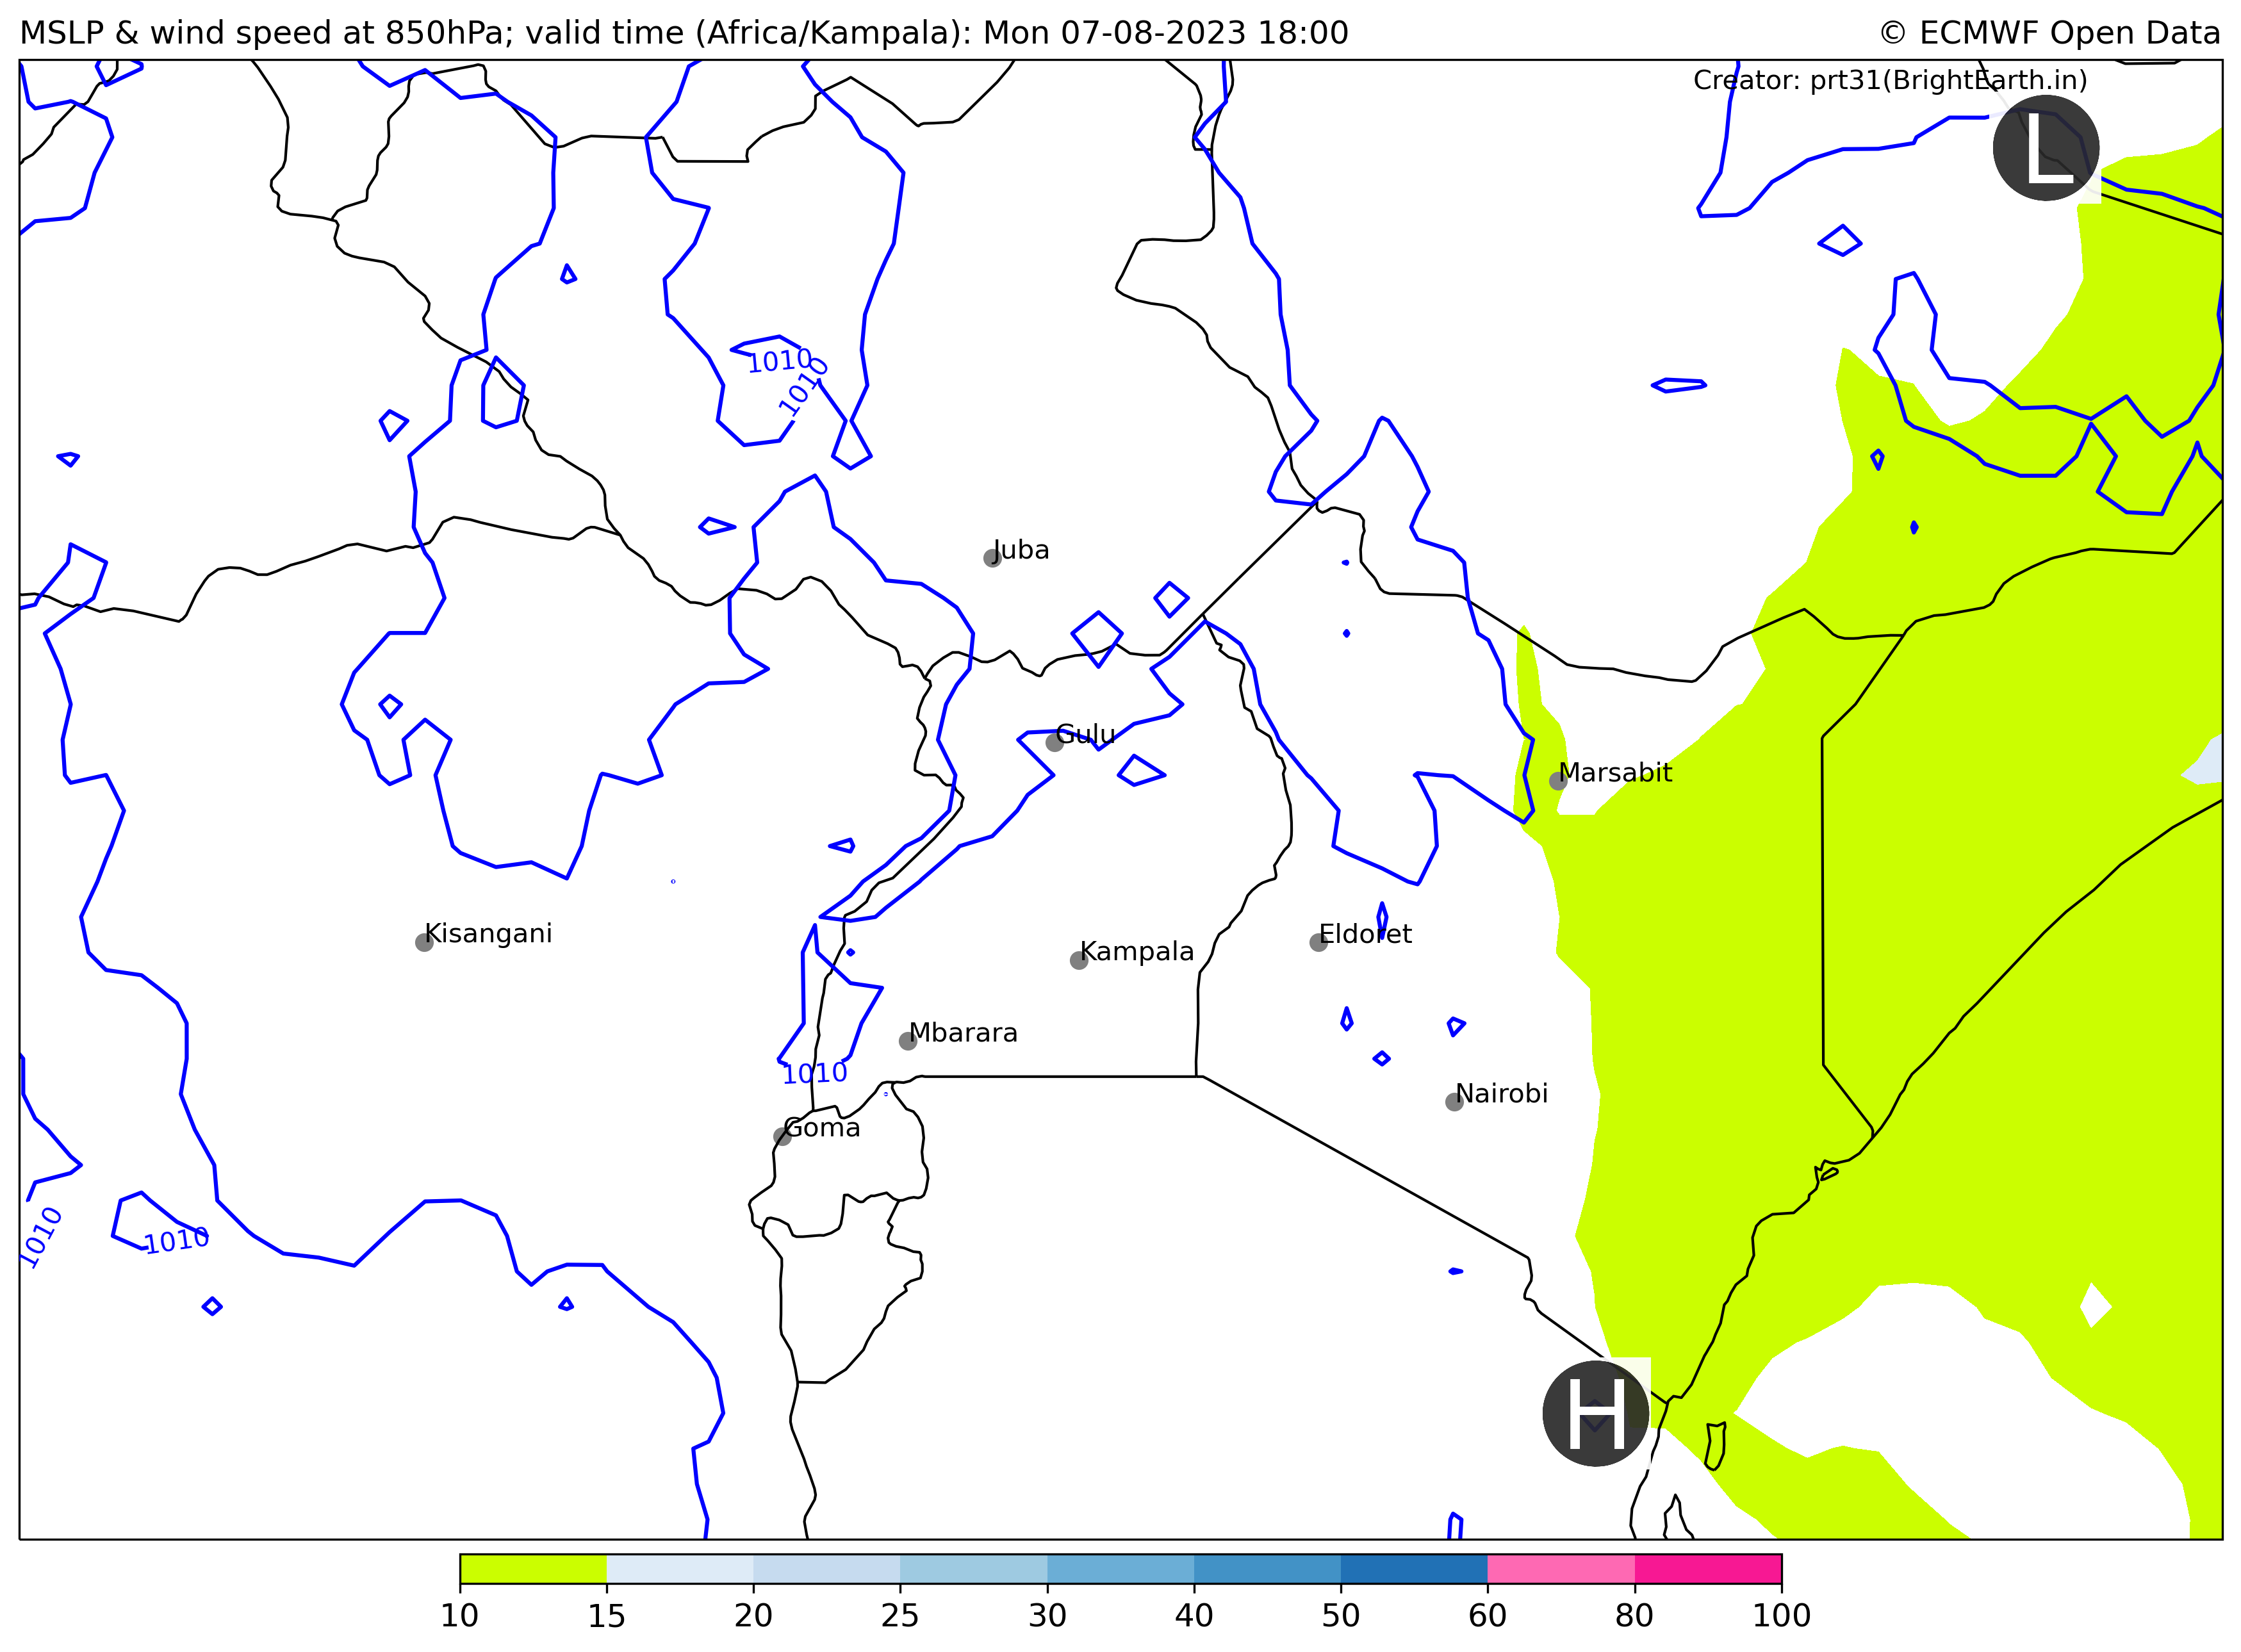 MSLP & wind speed at 850hPa; valid time (Africa/Kampala): Mon 07-08-2023 18:00
© ECMWF Open Data
Creator: prt31(BrightEarth.in)
L
1010
1010
Juba
Gulu
Marsabit
Kisangani
Eldoret
Kampala
Mbarara
1010
Nairobi
Goma
1010
1010
H
10 15 20 25 30 40 50 60 80 100